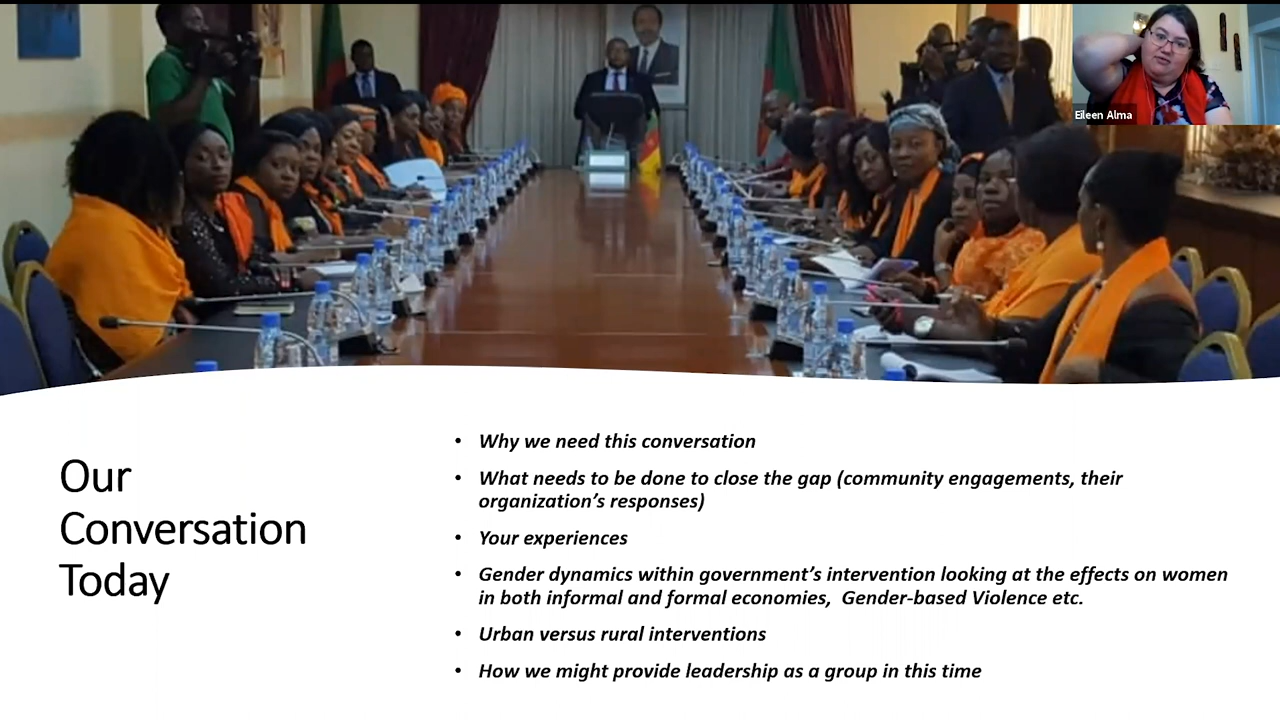 Eileen Alma
Our
Conversation
Today
• Why we need this conversation
• What needs to be done to close the gap (community engagements, their
organization’s responses)
• Your experiences
• Gender dynamics within government’s intervention looking at the effects on women
in both informal and formal economies,  Gender-based Violence etc.
• Urban versus rural interventions
• How we might provide leadership as a group in this time